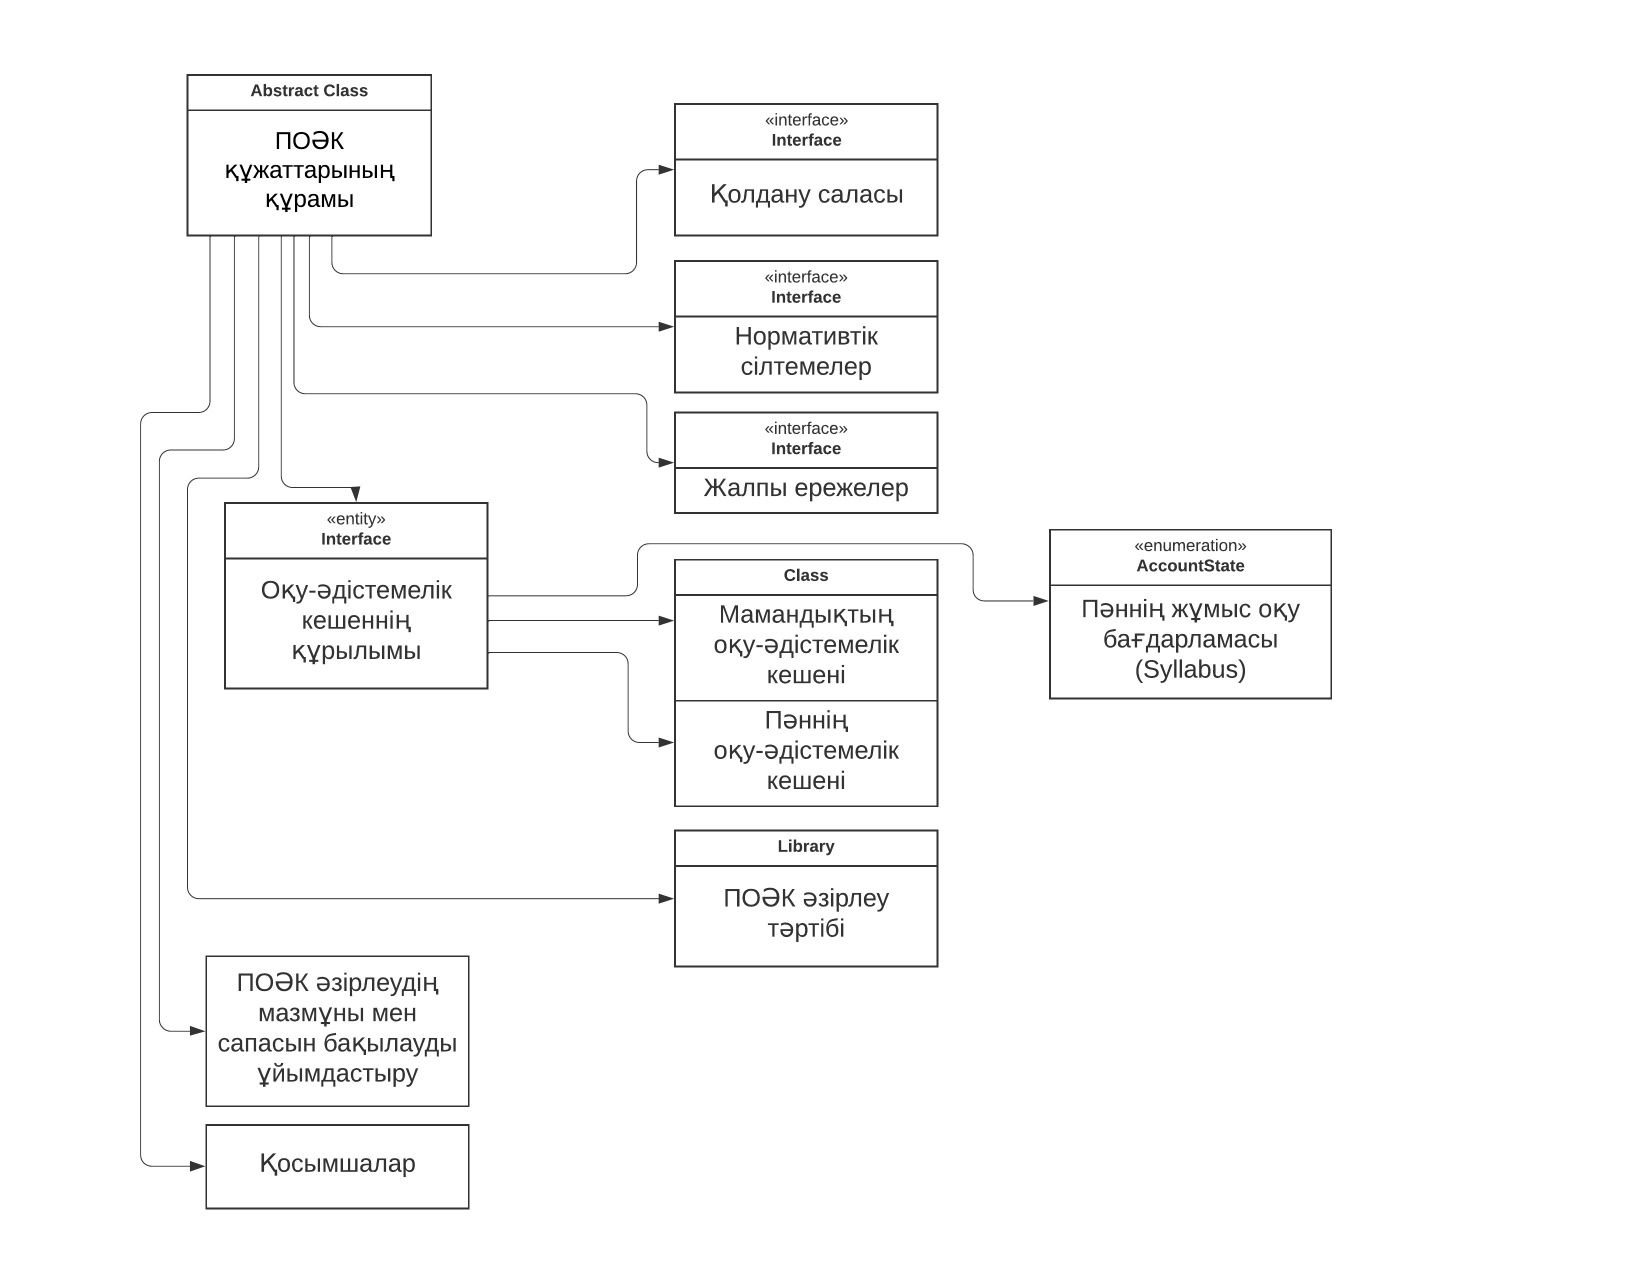 Abstract Class
ПОӘК
құжаттарының
құрамы
«interface»
Interface
Қолдану саласы
«interface»
Interface
Нормативтік
сілтемелер
«interface»
Interface
Жалпы ережелер
«entity»
Interface
Оқу-әдістемелік
кешеннің
құрылымы
Class
Мамандықтың
оқу-әдістемелік
кешені
Пәннің
оқу-әдістемелік
кешені
«enumeration»
AccountState
Пәннің жұмыс оқу
бағдарламасы
(Syllabus)
Library
ПОӘК әзірлеу
тәртібі
ПОӘК әзірлеудің
мазмұны мен
сапасын бақылауды
ұйымдастыру
Қосымшалар